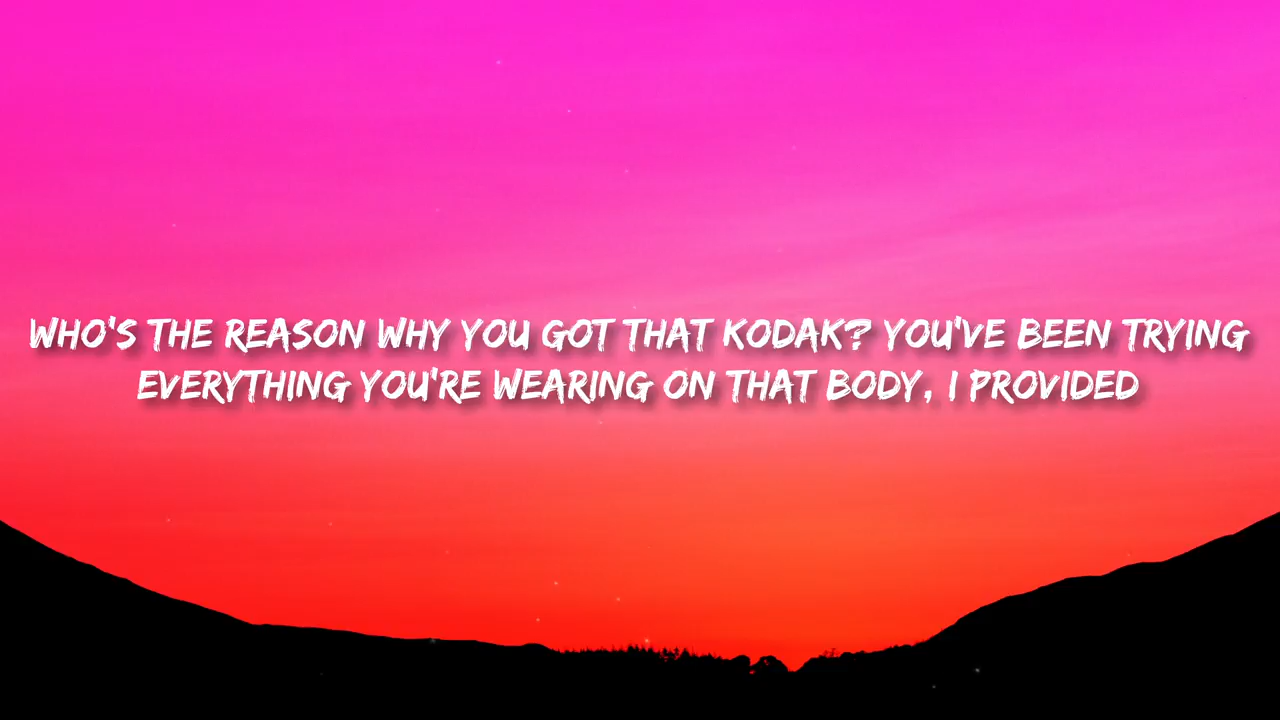 WHO'S THE REASON WHY YOU GOT THAT KODAK? YOU'VE BEEN TRYING
EVERYTHING YOU'RE WEARING ON THAT BODY, I PROVIDED